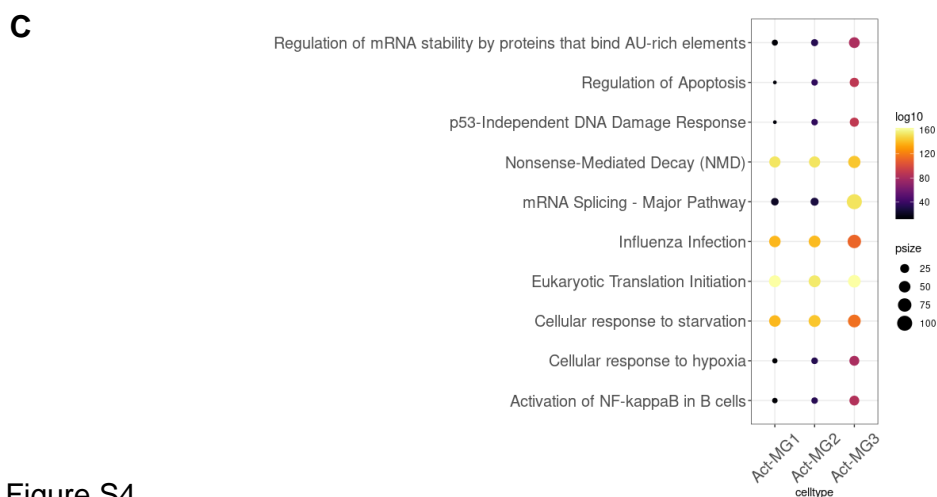 C
Regulation of mRNA stability by proteins that bind AU-rich elements
Regulation of Apoptosis
p53-Independent DNA Damage Response
Nonsense-Mediated Decay (NMD)
mRNA Splicing - Major Pathway
Influenza Infection
Eukaryotic Translation Initiation
Cellular response to starvation
Cellular response to hypoxia
Activation of NF-kappaB in B cells
Act-MG1
Act-MG2
Act-MG3
celltype
log10
160
120
80
40
psize
25
50
75
100
Figure S4